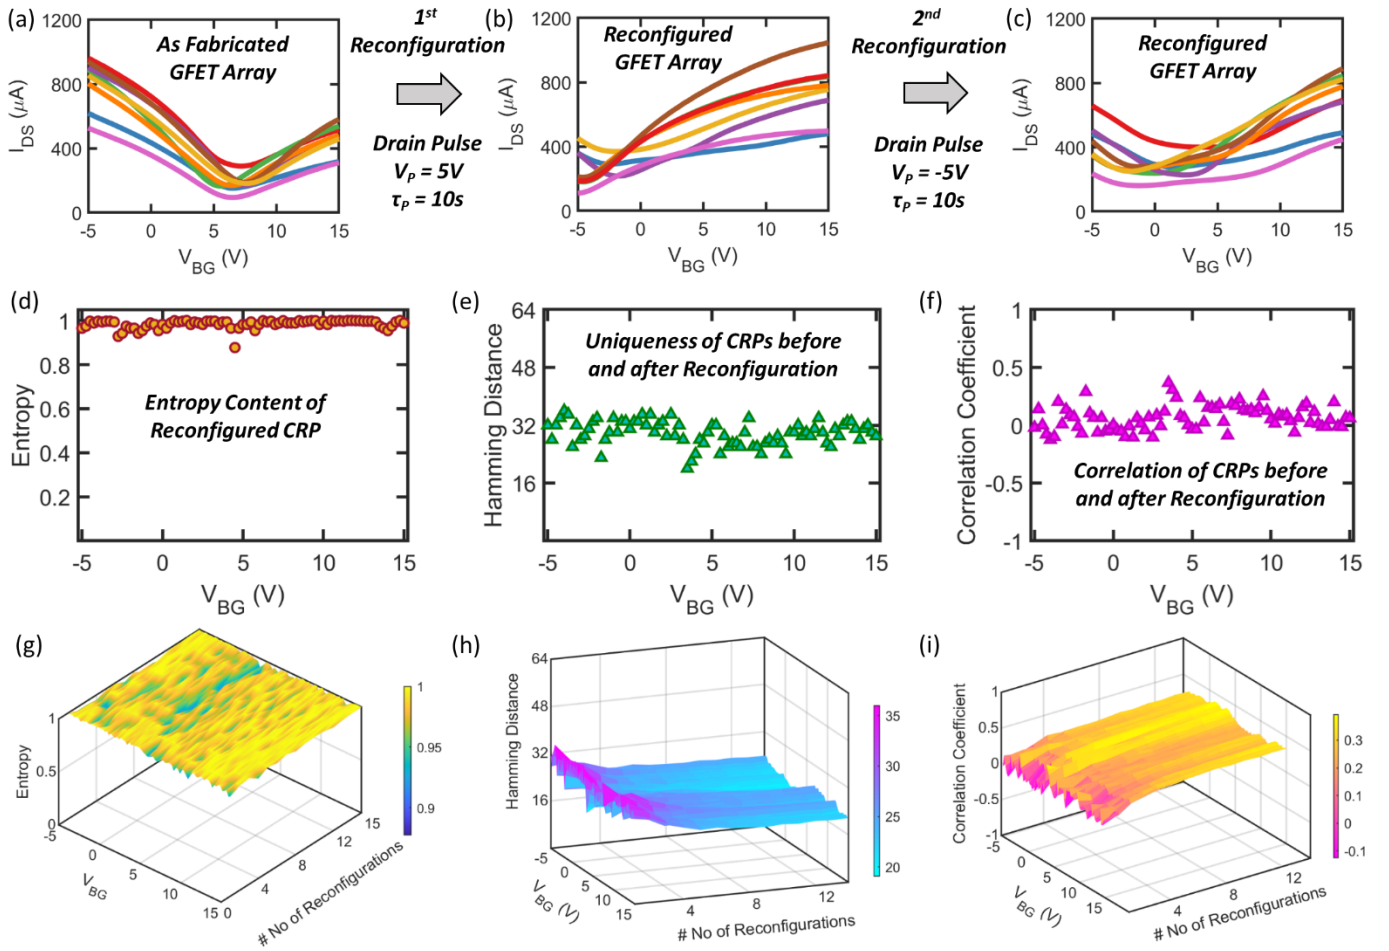 (a)
1200
800
400
0
-5 0 5 10 15
I_DS (μA)
V_BG (V)
As Fabricated
GFET Array
1st
Reconfiguration
Drain Pulse
V_P = 5V
τ_P = 10s
(b)
1200
800
400
0
-5 0 5 10 15
I_DS (μA)
V_BG (V)
Reconfigured
GFET Array
2nd
Reconfiguration
Drain Pulse
V_P = -5V
τ_P = 10s
(c)
1200
800
400
0
-5 0 5 10 15
I_DS (μA)
V_BG (V)
Reconfigured
GFET Array
(d)
1
0.8
0.6
0.4
0.2
-5 0 5 10 15
Entropy
V_BG (V)
Entropy Content of
Reconfigured CRP
(e)
64
48
32
16
-5 0 5 10 15
Hamming Distance
V_BG (V)
Uniqueness of CRPs before
and after Reconfiguration
(f)
1
0.5
0
-0.5
-1
-5 0 5 10 15
Correlation Coefficient
V_BG (V)
Correlation of CRPs before
and after Reconfiguration
(g)
1
0.5
0
Entropy
-5 0 5 10 15
V_BG
0 4 8 12 15
# No of Reconfigurations
1
0.95
0.9
(h)
64
48
32
16
Hamming Distance
-5 0 5 10 15
V_BG (V)
4 8 12
# No of Reconfigurations
35
30
25
20
(i)
1
0.5
0
-0.5
-1
Correlation Coefficient
-5 0 5 10 15
V_BG (V)
4 8 12
# No of Reconfigurations
0.3
0.2
0.1
0
-0.1